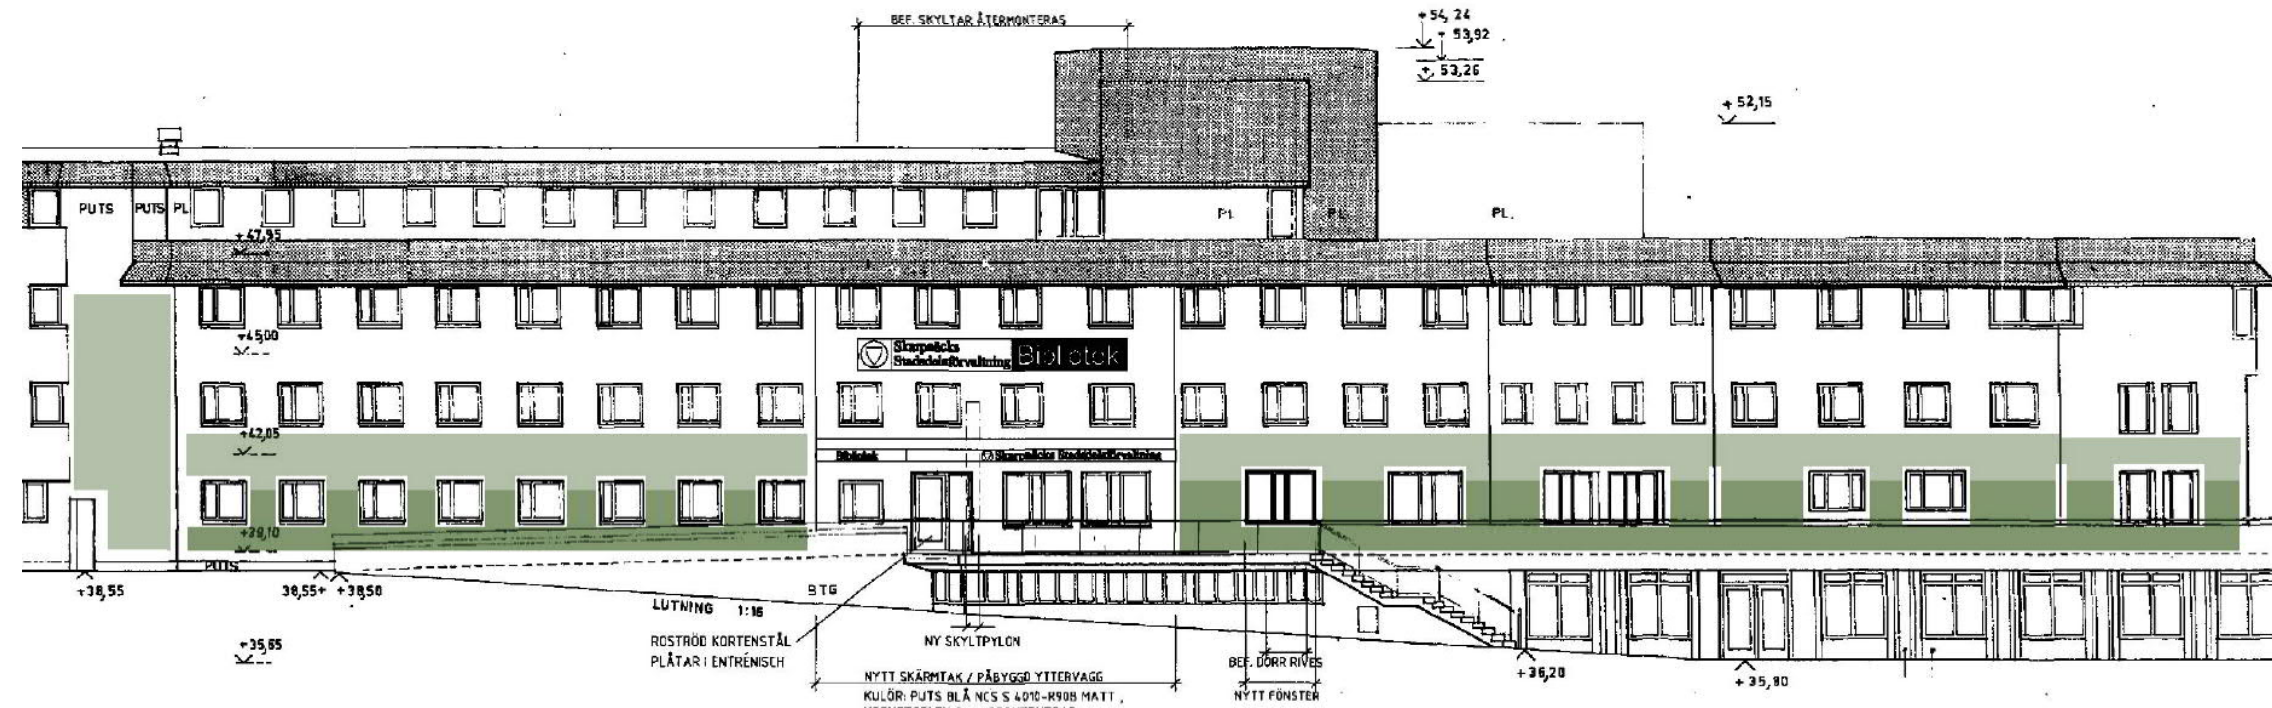 BEF. SKYLTAR ÅTERMONTERAS
+54,24
+53,92
+53,26
+52,15
PUTS
PUTS
PL
PL
PL
PL.
+47,95
+45,00
Skarpnäcks
Stadsdelsförvaltning
Bibliotek
+42,05
Bibliotek
Skarpnäcks Stadsdelsförvaltning
+39,10
PUTS
+38,55
38,55+
+38,50
BTG
LUTNING 1:16
ROSTRÖD KORTENSTÅL
PLÅTAR I ENTRÉNISCH
NY SKYLTPYLON
BEF. DÖRR RIVES
+35,65
+36,20
+35,80
NYTT SKÄRMTAK / PÅBYGGD YTTERVÄGG
KULÖR: PUTS BLÅ NCS S 4010-R90B MATT,
NYTT FÖNSTER